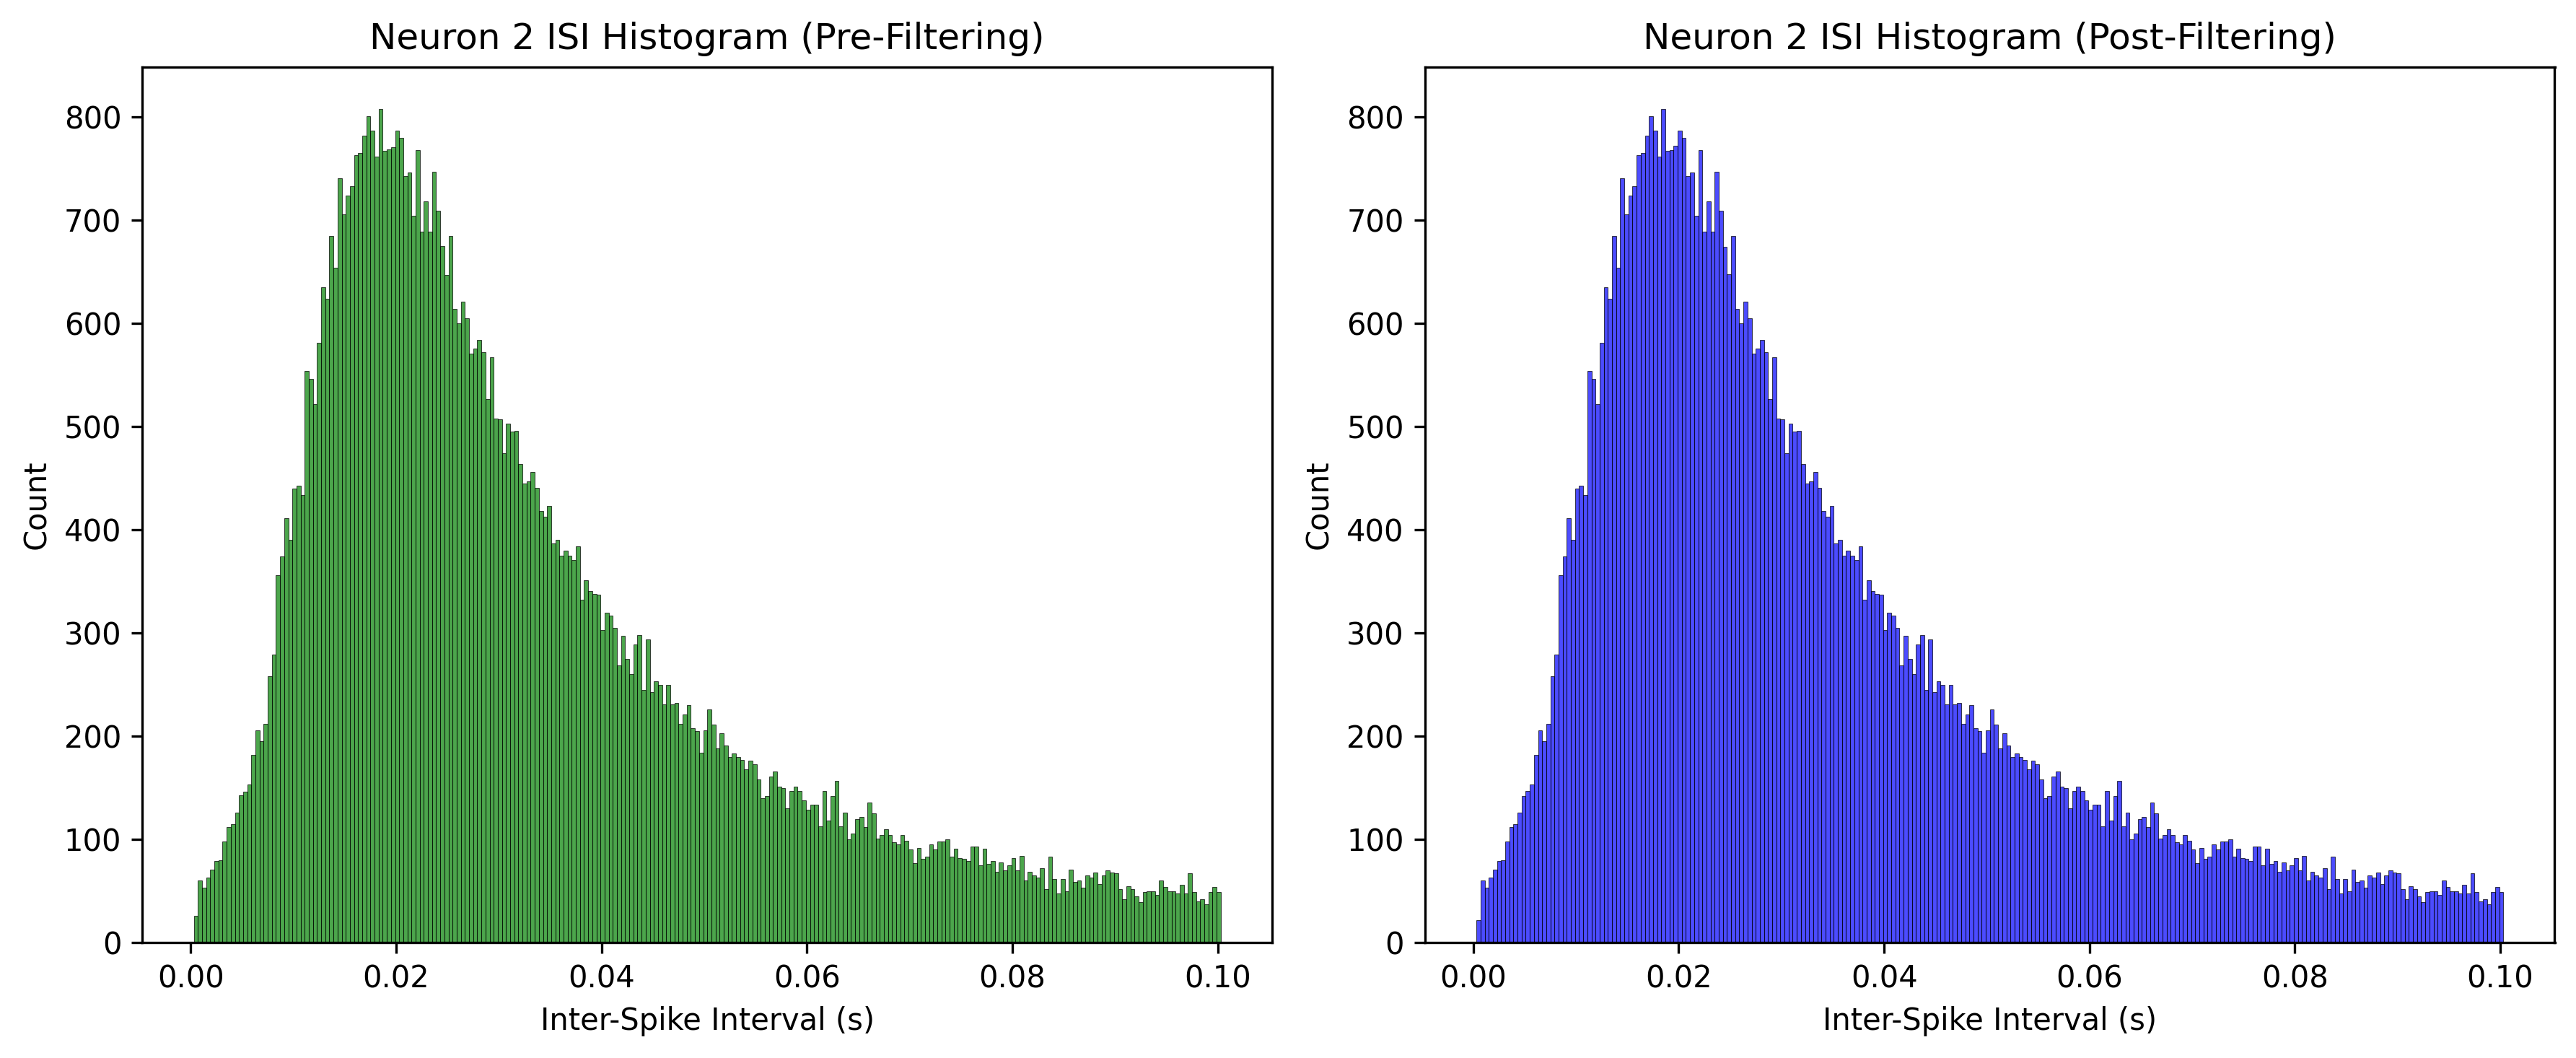 Neuron 2 ISI Histogram (Pre-Filtering)
800
700
600
500
400
300
200
100
0
Count
0.00 0.02 0.04 0.06 0.08 0.10
Inter-Spike Interval (s)
Neuron 2 ISI Histogram (Post-Filtering)
800
700
600
500
400
300
200
100
0
Count
0.00 0.02 0.04 0.06 0.08 0.10
Inter-Spike Interval (s)